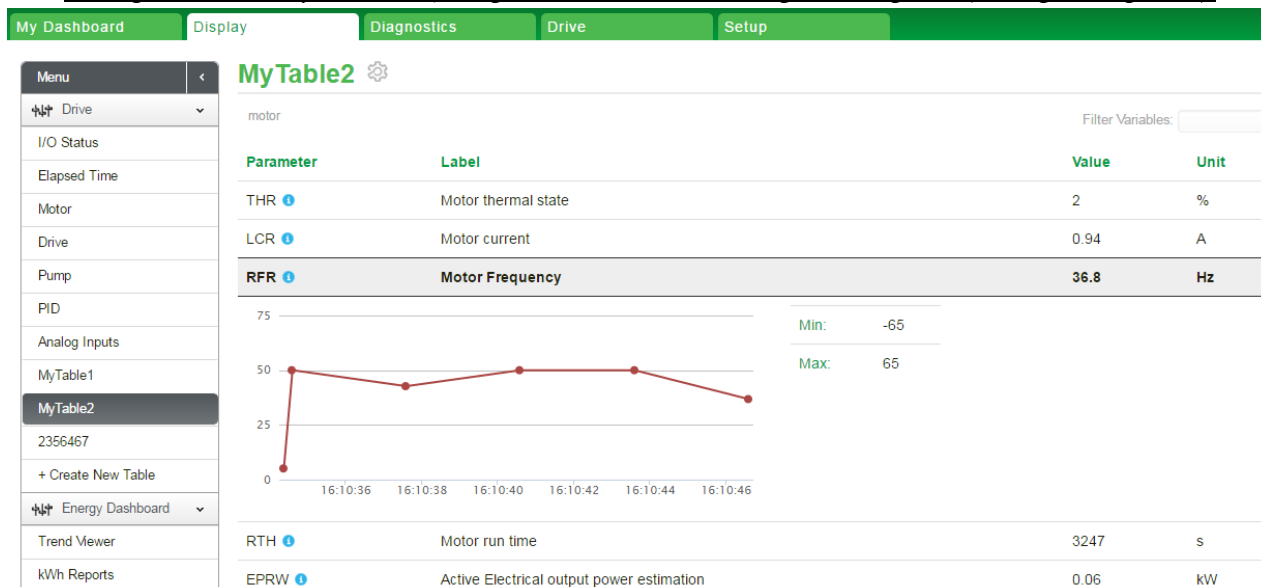 My Dashboard Display Diagnostics Drive Setup
Menu
Drive
I/O Status
Elapsed Time
Motor
Drive
Pump
PID
Analog Inputs
MyTable1
MyTable2
2356467
+ Create New Table
Energy Dashboard
Trend Viewer
kWh Reports
MyTable2
motor
Filter Variables:
Parameter Label Value Unit
THR Motor thermal state 2 %
LCR Motor current 0.94 A
RFR Motor Frequency 36.8 Hz
75
50
25
0
16:10:36 16:10:38 16:10:40 16:10:42 16:10:44 16:10:46
Min: -65
Max: 65
RTH Motor run time 3247 s
EPRW Active Electrical output power estimation 0.06 kW